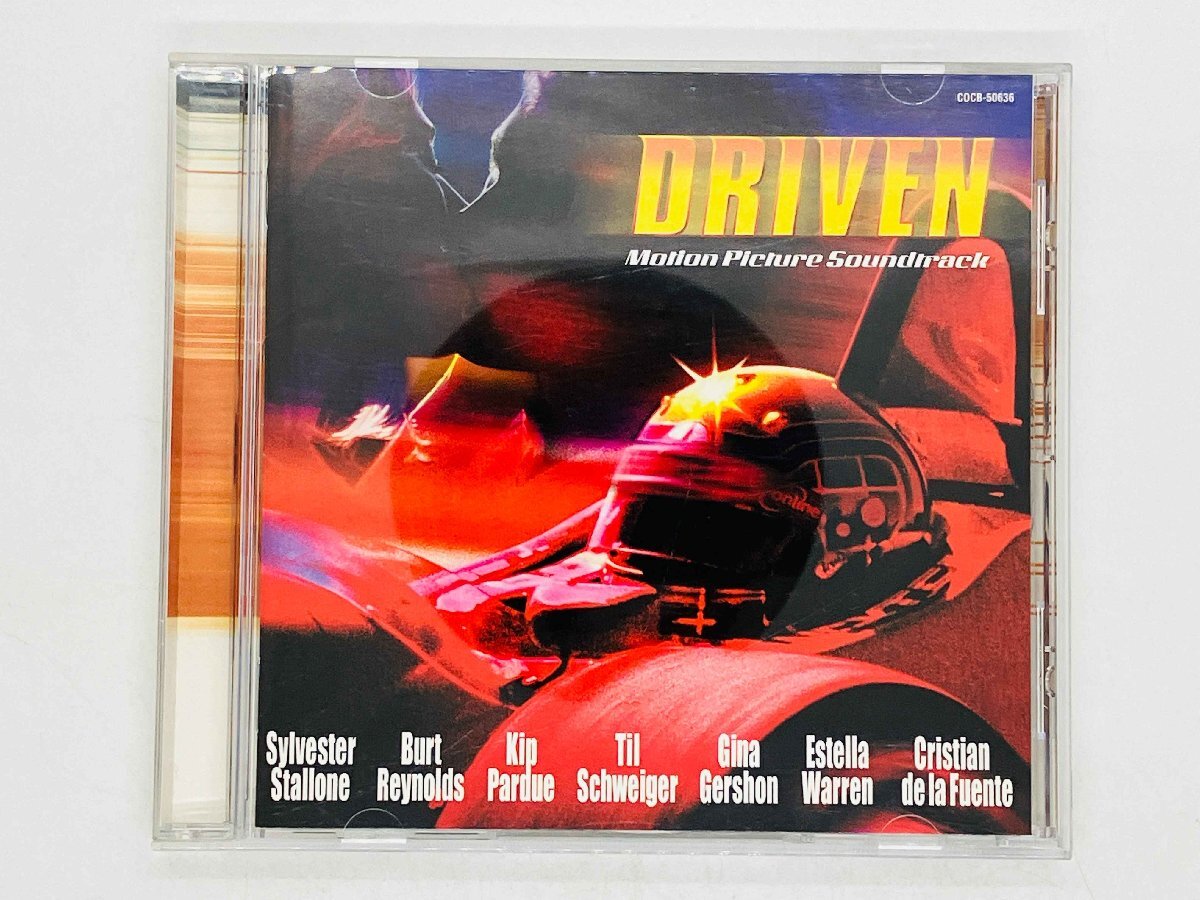 COCB-50636
DRIVEN
Motion Picture Soundtrack
online
Sylvester Stallone
Burt Reynolds
Kip Pardue
Til Schweiger
Gina Gershon
Estella Warren
Cristian de la Fuente